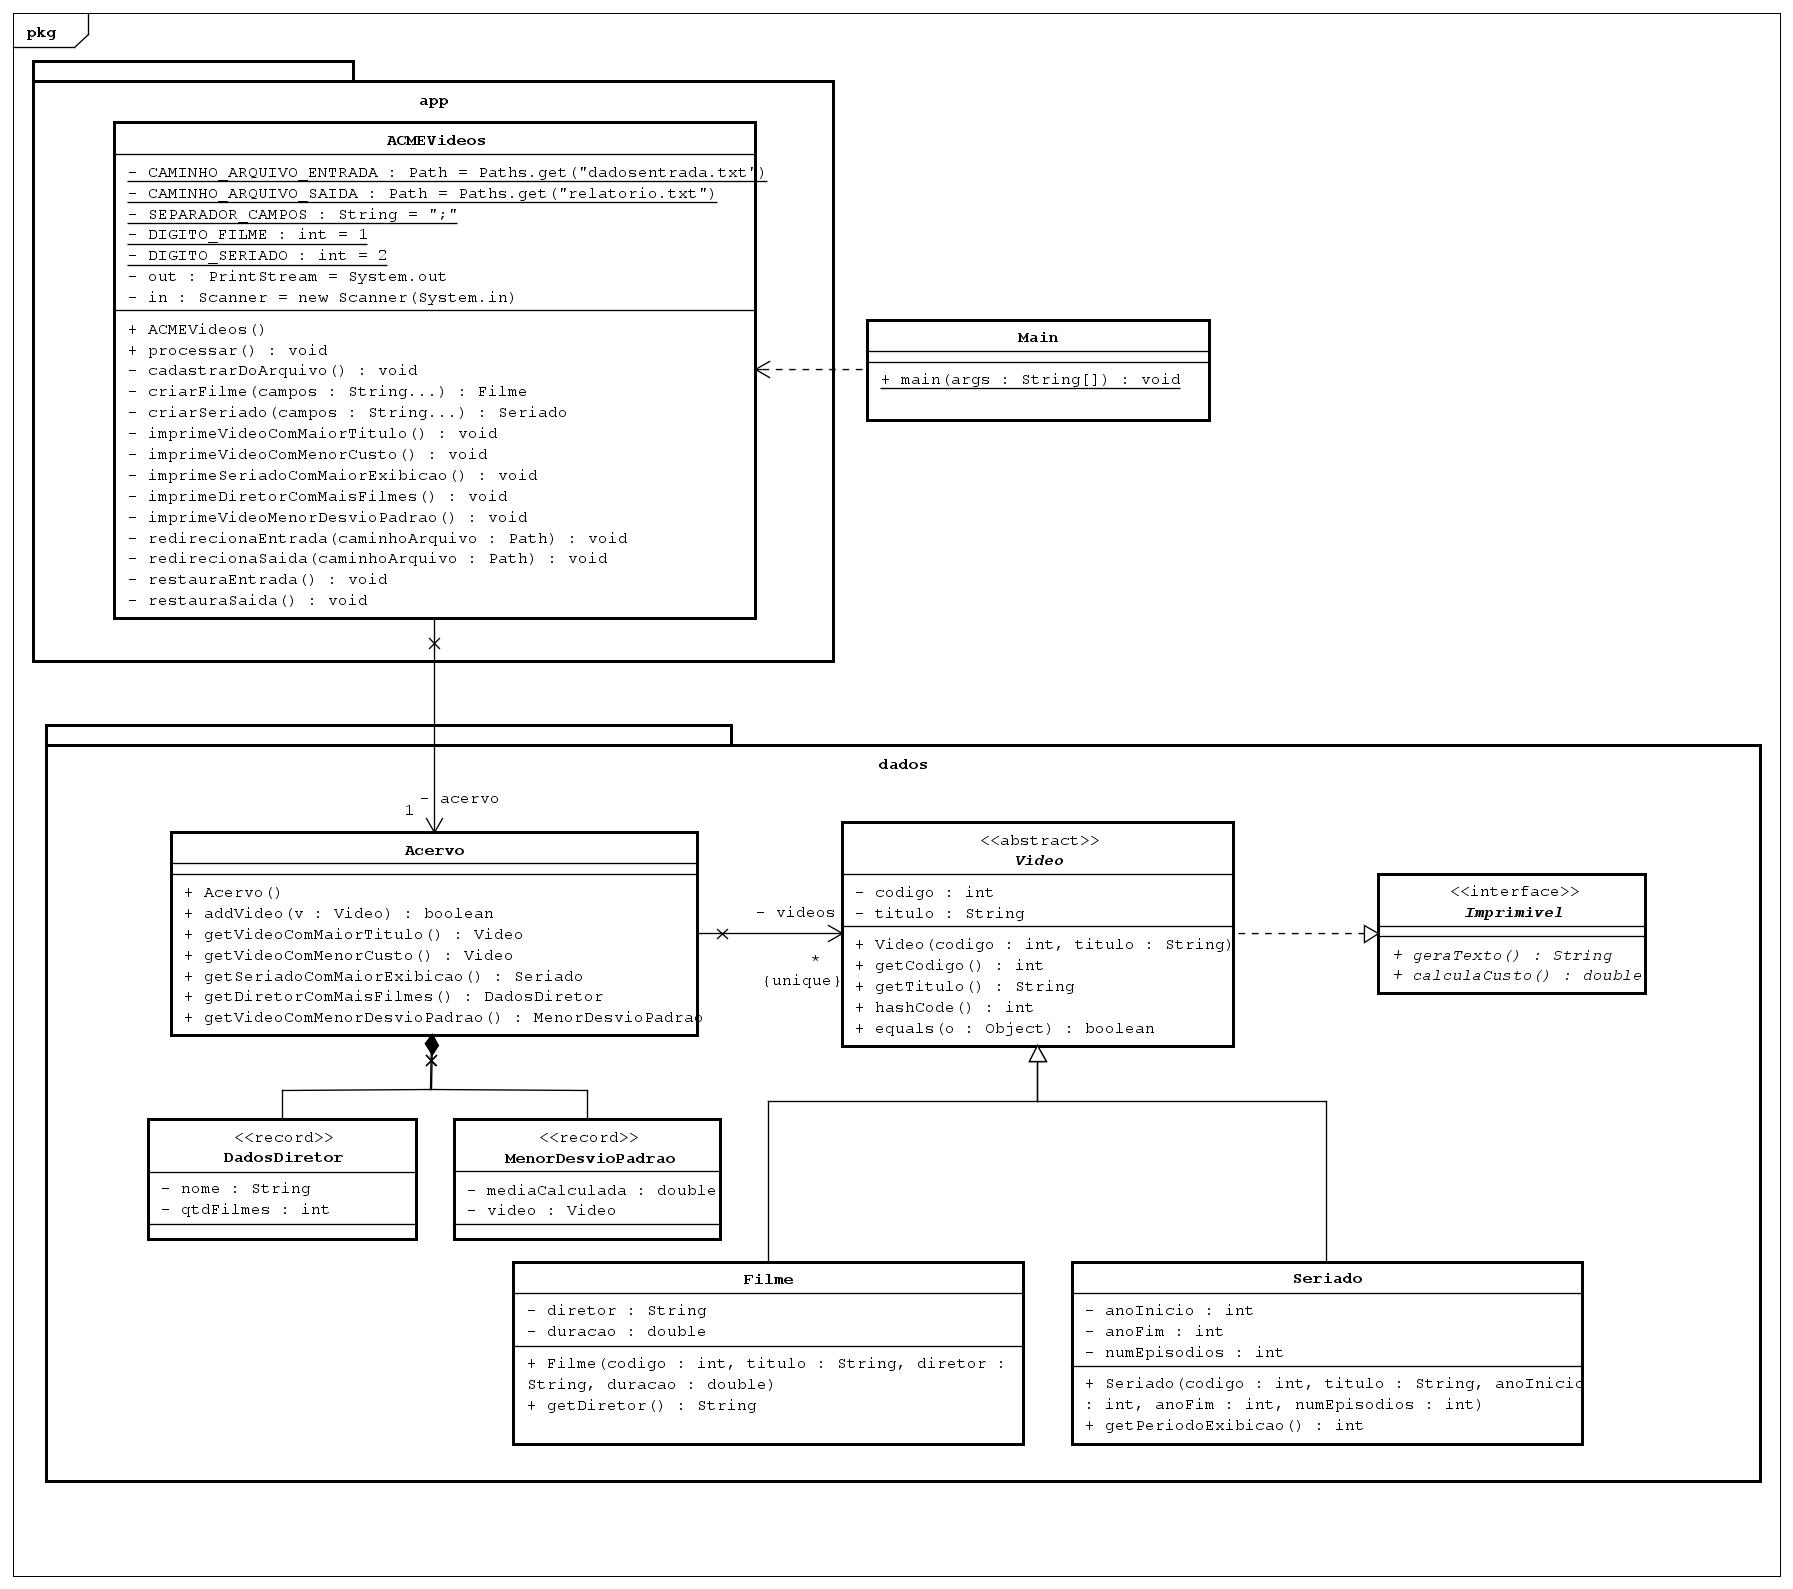 pkg
app
ACMEVideos
- CAMINHO_ARQUIVO_ENTRADA : Path = Paths.get("dadosentrada.txt")
- CAMINHO_ARQUIVO_SAIDA : Path = Paths.get("relatorio.txt")
- SEPARADOR_CAMPOS : String = ";"
- DIGITO_FILME : int = 1
- DIGITO_SERIADO : int = 2
- out : PrintStream = System.out
- in : Scanner = new Scanner(System.in)
+ ACMEVideos()
+ processar() : void
- cadastrarDoArquivo() : void
- criarFilme(campos : String...) : Filme
- criarSeriado(campos : String...) : Seriado
- imprimeVideoComMaiorTitulo() : void
- imprimeVideoComMenorCusto() : void
- imprimeSeriadoComMaiorExibicao() : void
- imprimeDiretorComMaisFilmes() : void
- imprimeVideoMenorDesvioPadrao() : void
- redirecionaEntrada(caminhoArquivo : Path) : void
- redirecionaSaida(caminhoArquivo : Path) : void
- restauraEntrada() : void
- restauraSaida() : void
Main
+ main(args : String[]) : void
dados
- acervo
1
Acervo
+ Acervo()
+ addVideo(v : Video) : boolean
+ getVideoComMaiorTitulo() : Video
+ getVideoComMenorCusto() : Video
+ getSeriadoComMaiorExibicao() : Seriado
+ getDiretorComMaisFilmes() : DadosDiretor
+ getVideoComMenorDesvioPadrao() : MenorDesvioPadrao
- videos
*
{unique}
<<abstract>>
Video
- codigo : int
- titulo : String
+ Video(codigo : int, titulo : String)
+ getCodigo() : int
+ getTitulo() : String
+ hashCode() : int
+ equals(o : Object) : boolean
<<interface>>
Imprimivel
+ geraTexto() : String
+ calculaCusto() : double
<<record>>
DadosDiretor
- nome : String
- qtdFilmes : int
<<record>>
MenorDesvioPadrao
- mediaCalculada : double
- video : Video
Filme
- diretor : String
- duracao : double
+ Filme(codigo : int, titulo : String, diretor :
String, duracao : double)
+ getDiretor() : String
Seriado
- anoInicio : int
- anoFim : int
- numEpisodios : int
+ Seriado(codigo : int, titulo : String, anoInicio
: int, anoFim : int, numEpisodios : int)
+ getPeriodoExibicao() : int